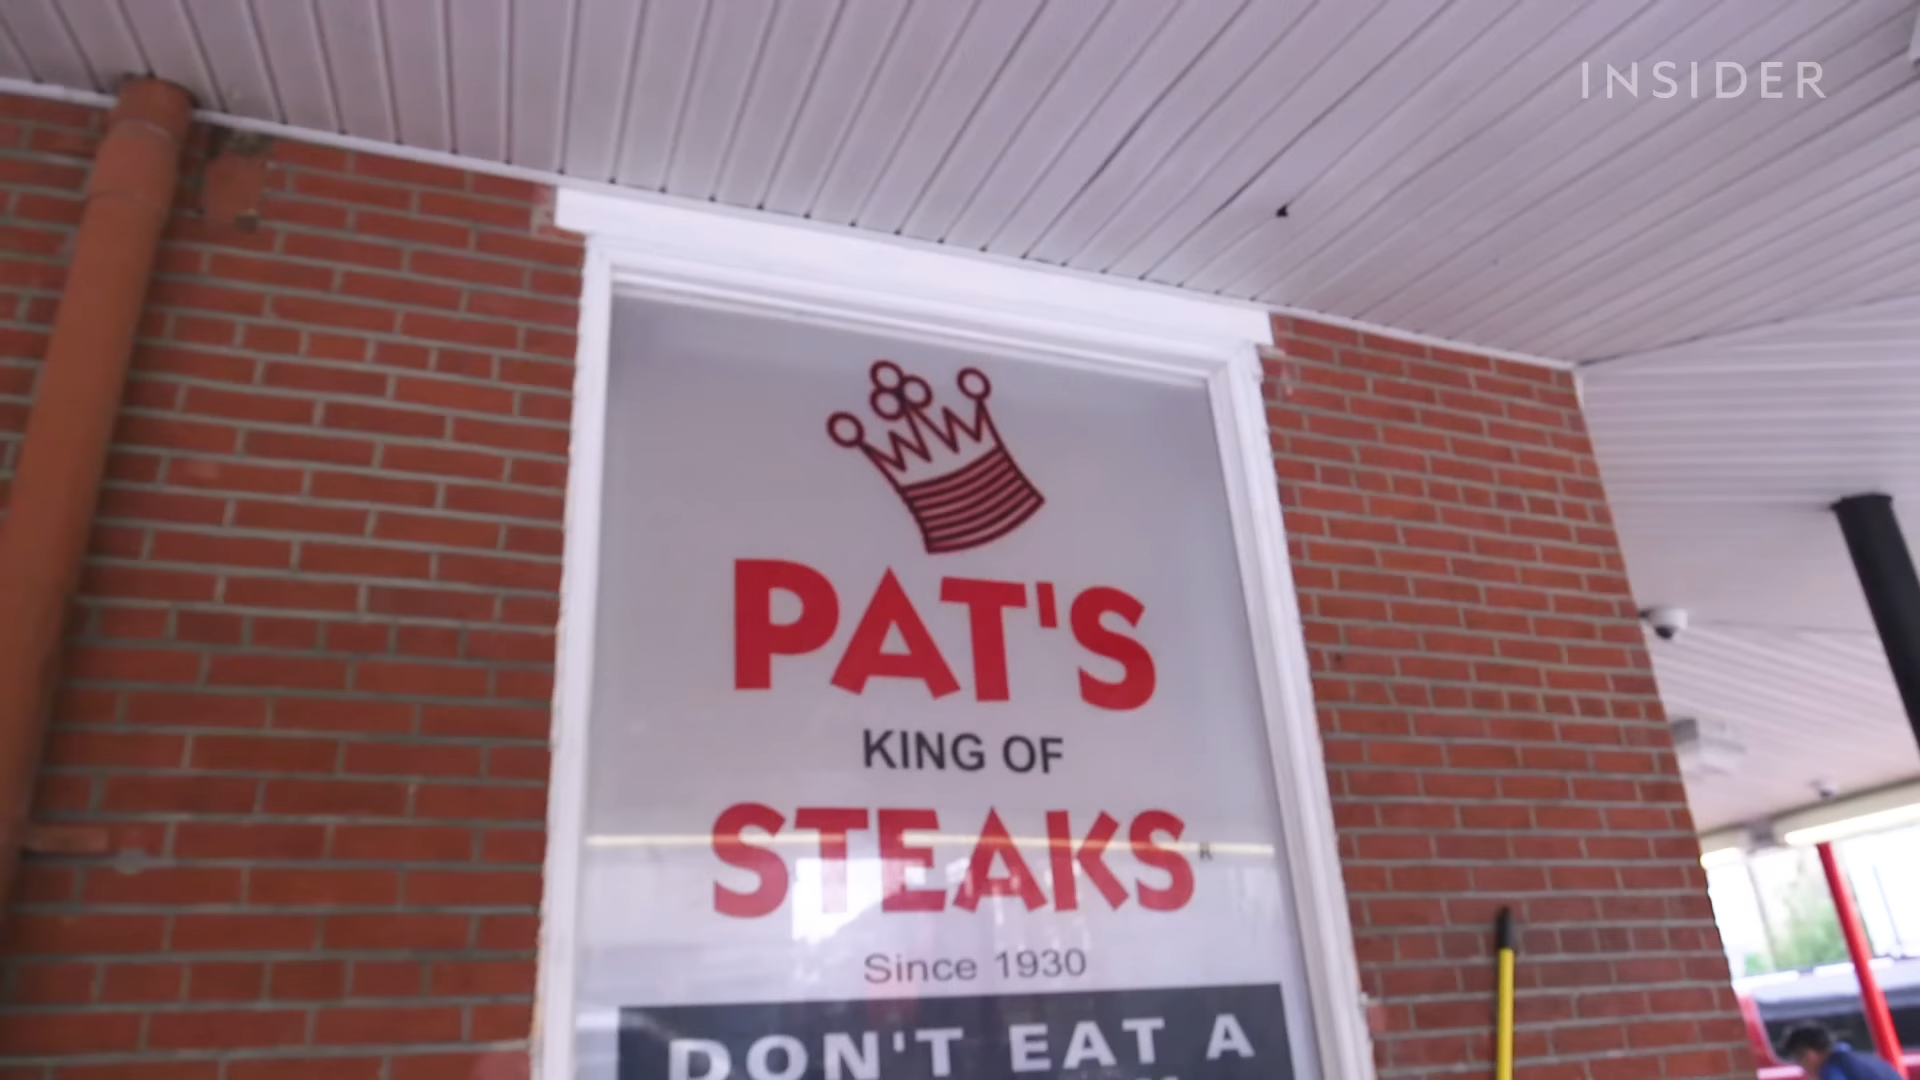 INSIDER
PAT'S
KING OF
STEAKS®
Since 1930
DON'T EAT A